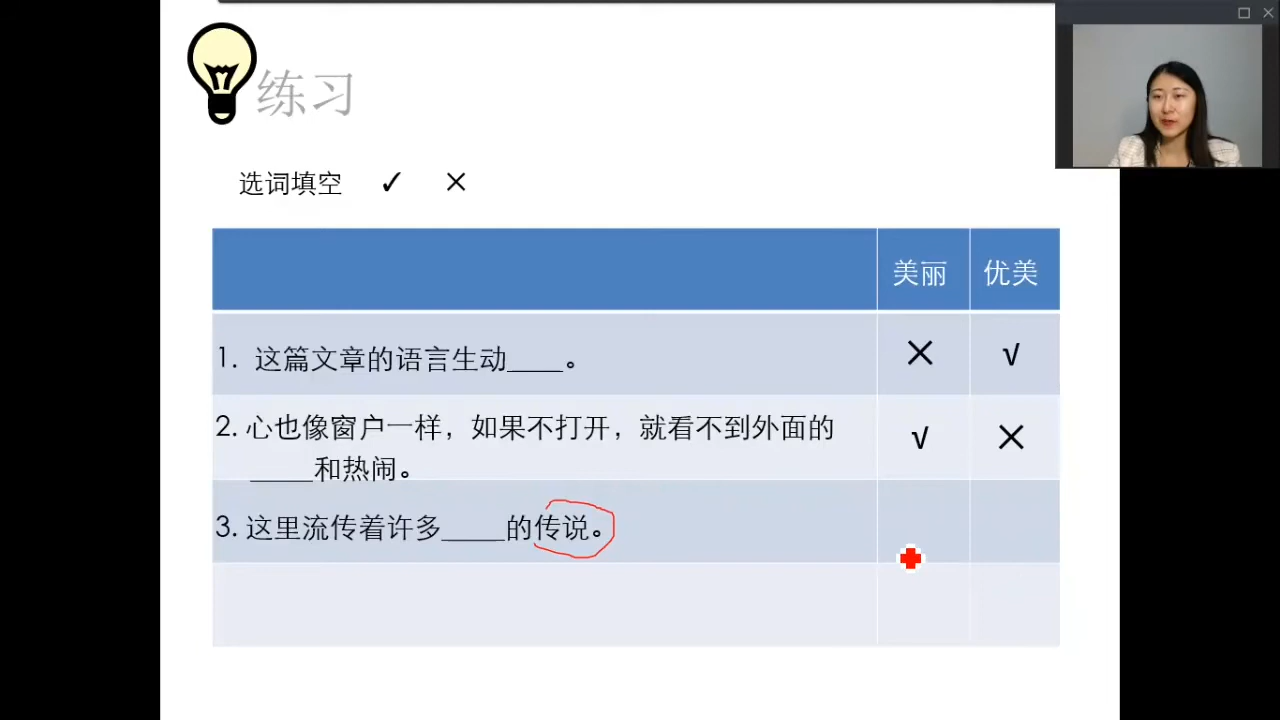 练习
选词填空 ✓ ×
美丽 优美
1. 这篇文章的语言生动____。 × √
2. 心也像窗户一样，如果不打开，就看不到外面的
____和热闹。 √ ×
3. 这里流传着许多____的传说。